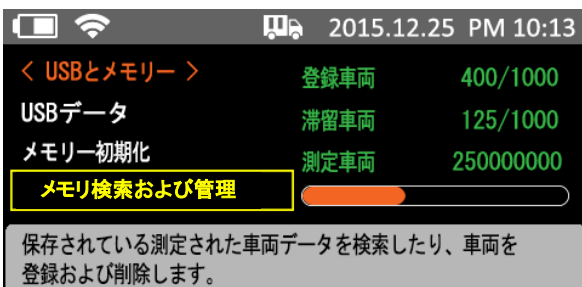 2015.12.25 PM 10:13
< USBとメモリー >
登録車両 400/1000
USBデータ
滞留車両 125/1000
メモリー初期化
測定車両 250000000
メモリ検索および管理
保存されている測定された車両データを検索したり、車両を
登録および削除します。